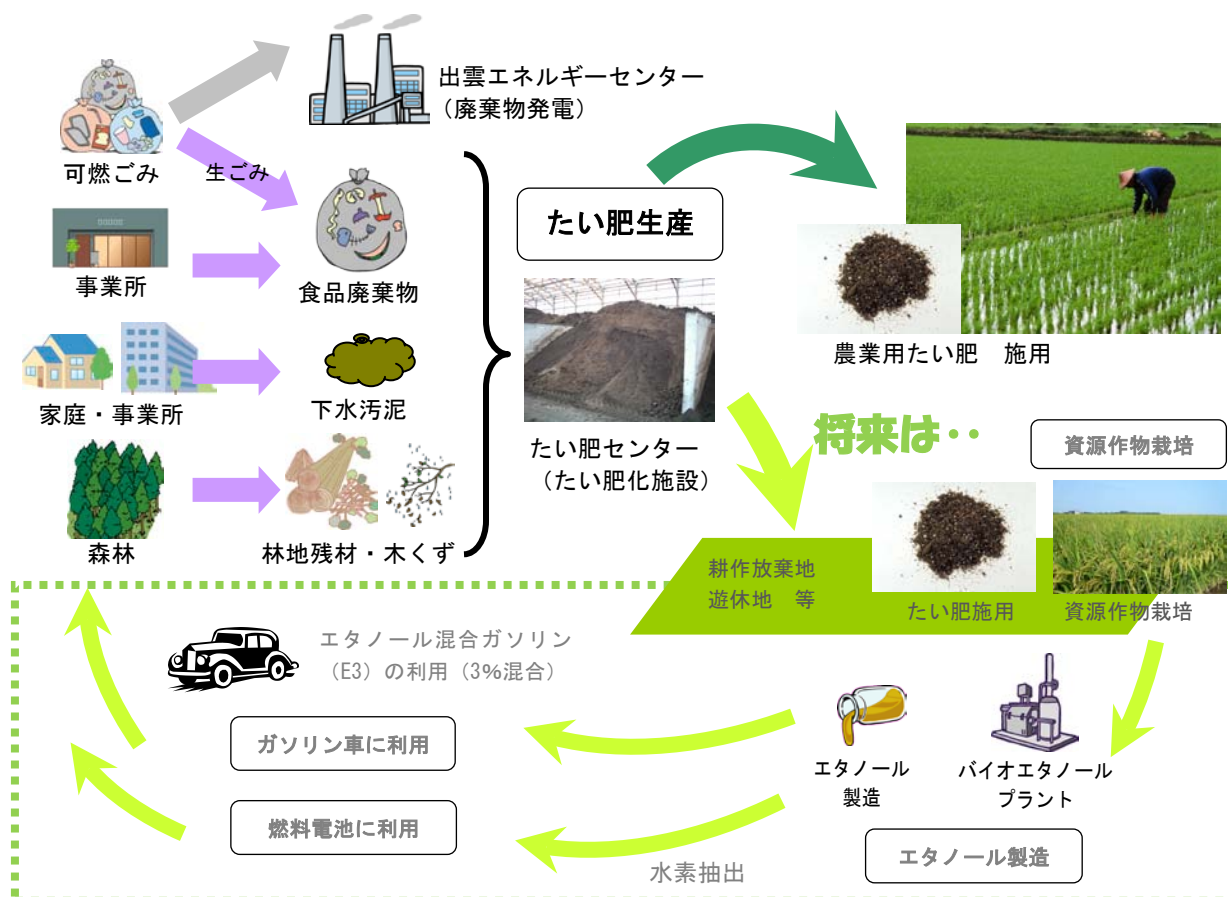 出雲エネルギーセンター
（廃棄物発電）
可燃ごみ
生ごみ
事業所
食品廃棄物
家庭・事業所
下水汚泥
森林
林地残材・木くず
たい肥生産
たい肥センター
（たい肥化施設）
農業用たい肥　施用
将来は・・
資源作物栽培
耕作放棄地
遊休地　等
たい肥施用
資源作物栽培
エタノール混合ガソリン
（E3）の利用（3%混合）
ガソリン車に利用
燃料電池に利用
水素抽出
エタノール
製造
バイオエタノール
プラント
エタノール製造